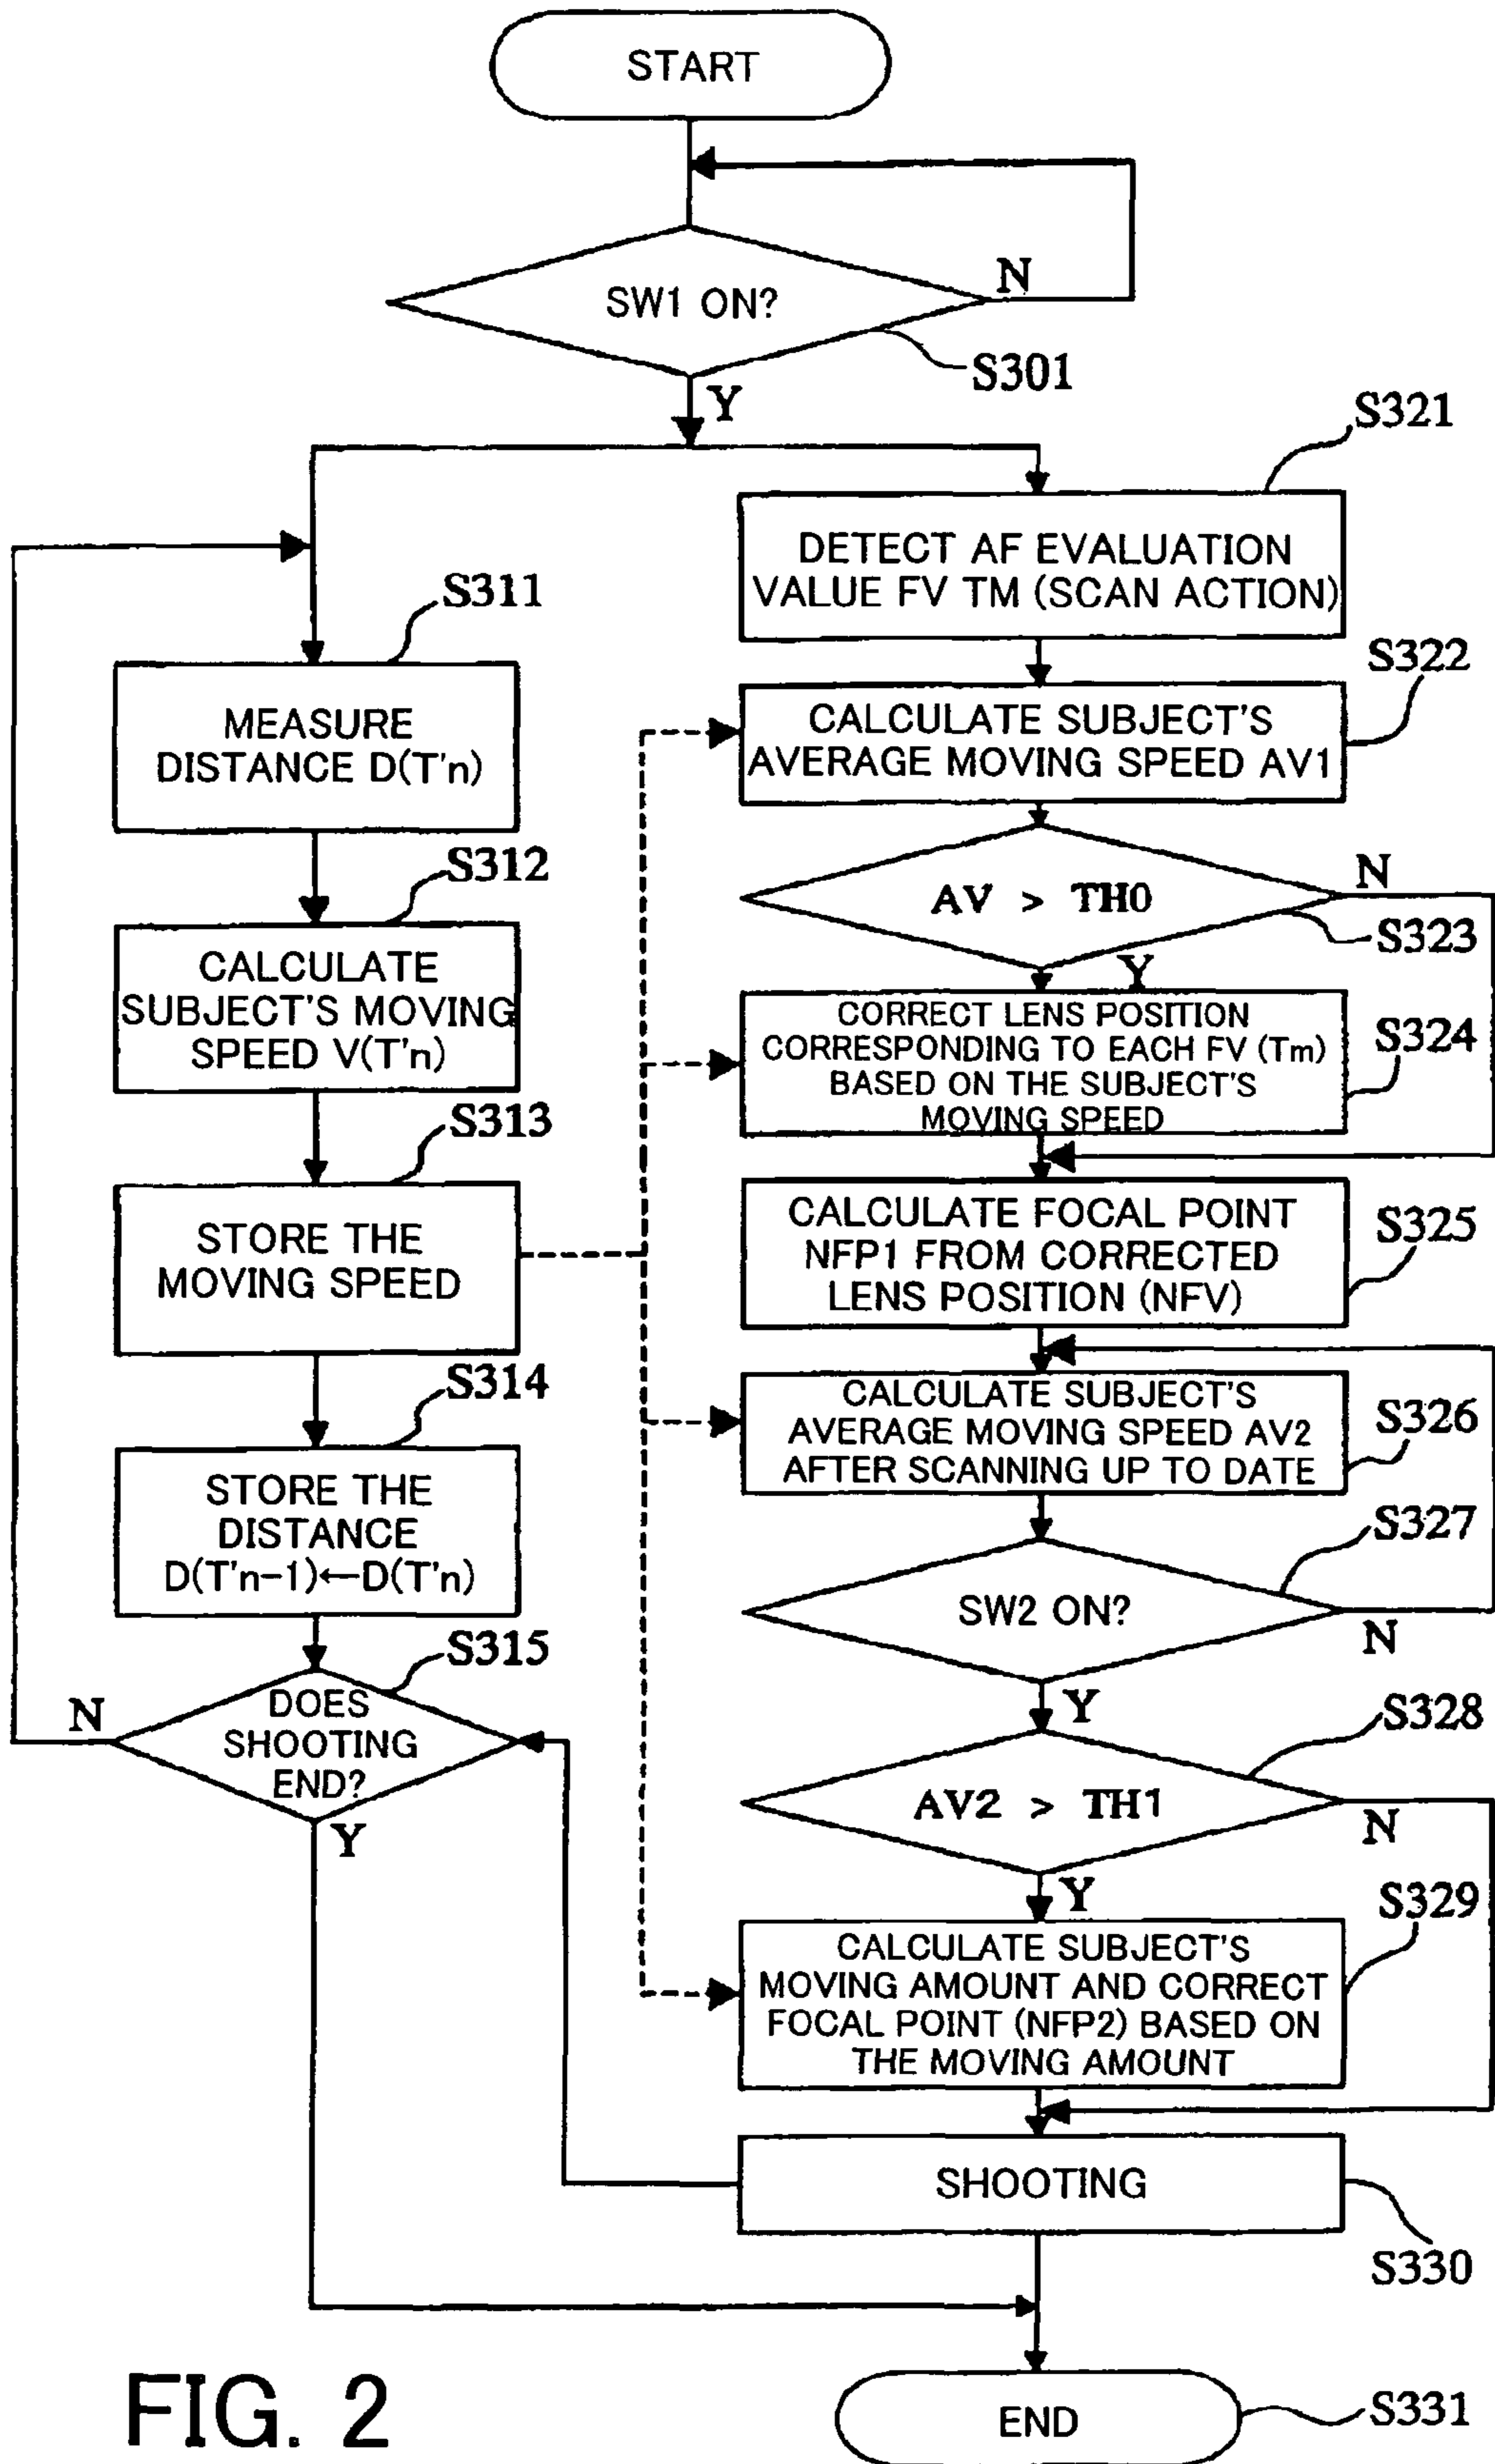 START
SW1 ON?
N
S301
Y
S321
DETECT AF EVALUATION
VALUE FV TM (SCAN ACTION)
S311
MEASURE
DISTANCE D(T'n)
S322
CALCULATE SUBJECT'S
AVERAGE MOVING SPEED AV1
S312
CALCULATE
SUBJECT'S MOVING
SPEED V(T'n)
AV > TH0
N
S323
Y
S313
STORE THE
MOVING SPEED
CORRECT LENS POSITION
CORRESPONDING TO EACH FV (Tm)
BASED ON THE SUBJECT'S
MOVING SPEED
S324
CALCULATE FOCAL POINT
NFP1 FROM CORRECTED
LENS POSITION (NFV)
S325
S314
STORE THE
DISTANCE
D(T'n-1)←D(T'n)
CALCULATE SUBJECT'S
AVERAGE MOVING SPEED AV2
AFTER SCANNING UP TO DATE
S326
S327
SW2 ON?
N
Y
S315
DOES
SHOOTING
END?
N
Y
S328
AV2 > TH1
N
Y
S329
CALCULATE SUBJECT'S
MOVING AMOUNT AND CORRECT
FOCAL POINT (NFP2) BASED ON
THE MOVING AMOUNT
SHOOTING
S330
END
S331
FIG. 2